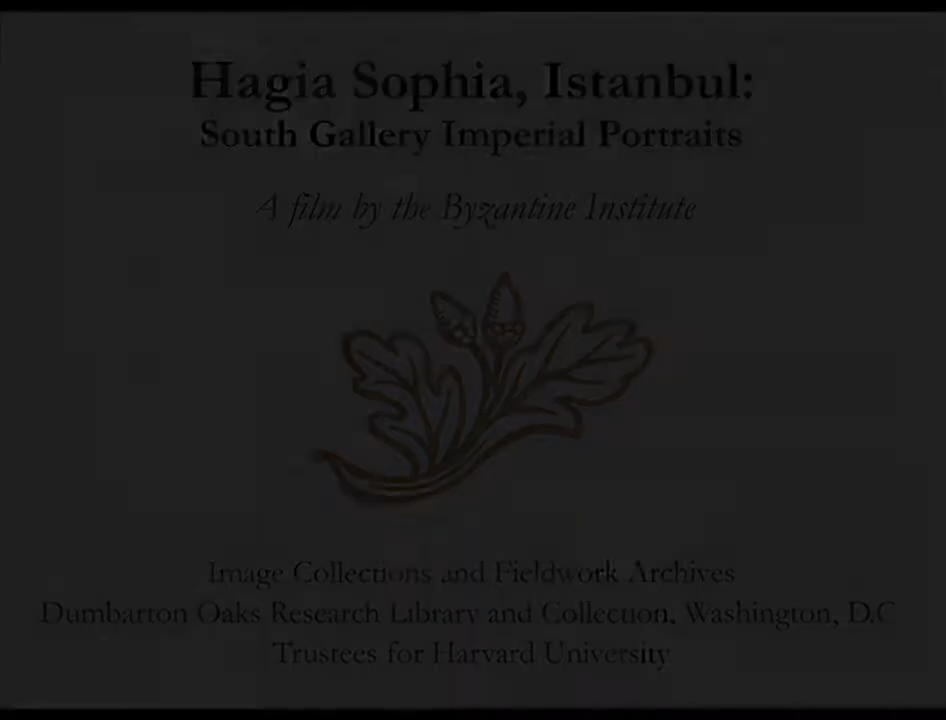 Hagia Sophia, Istanbul:
South Gallery Imperial Portraits
A film by the Byzantine Institute
Image Collections and Fieldwork Archives
Dumbarton Oaks Research Library and Collection, Washington, D.C
Trustees for Harvard University